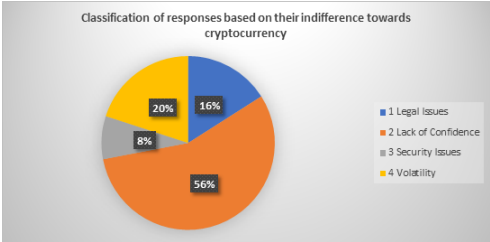 Classification of responses based on their indifference towards
cryptocurrency
20%
16%
8%
56%
1 Legal Issues
2 Lack of Confidence
3 Security Issues
4 Volatility